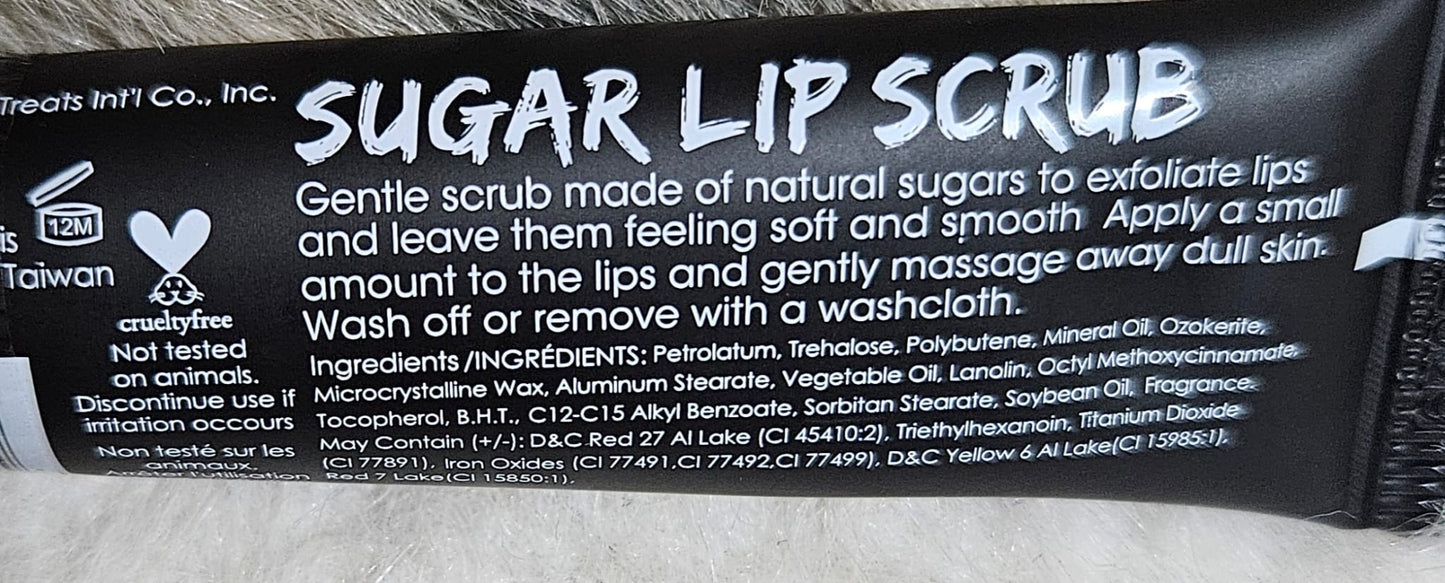 Treats Int'l Co., Inc.
12M
is
Taiwan
crueltyfree
Not tested
on animals.
Discontinue use if
irritation occours
Non testé sur les
animaux.
Arrêter l'utilisation
SUGAR LIP SCRUB
Gentle scrub made of natural sugars to exfoliate lips
and leave them feeling soft and smooth Apply a small
amount to the lips and gently massage away dull skin.
Wash off or remove with a washcloth.
Ingredients /INGRÉDIENTS: Petrolatum, Trehalose, Polybutene, Mineral Oil, Ozokerite,
Microcrystalline Wax, Aluminum Stearate, Vegetable Oil, Lanolin, Octyl Methoxycinnamate,
Tocopherol, B.H.T., C12-C15 Alkyl Benzoate, Sorbitan Stearate, Soybean Oil, Fragrance.
May Contain (+/-): D&C Red 27 Al Lake (CI 45410:2), Triethylhexanoin, Titanium Dioxide
(CI 77891), Iron Oxides (CI 77491,CI 77492,CI 77499), D&C Yellow 6 Al Lake(CI 15985:1),
Red 7 Lake(CI 15850:1),